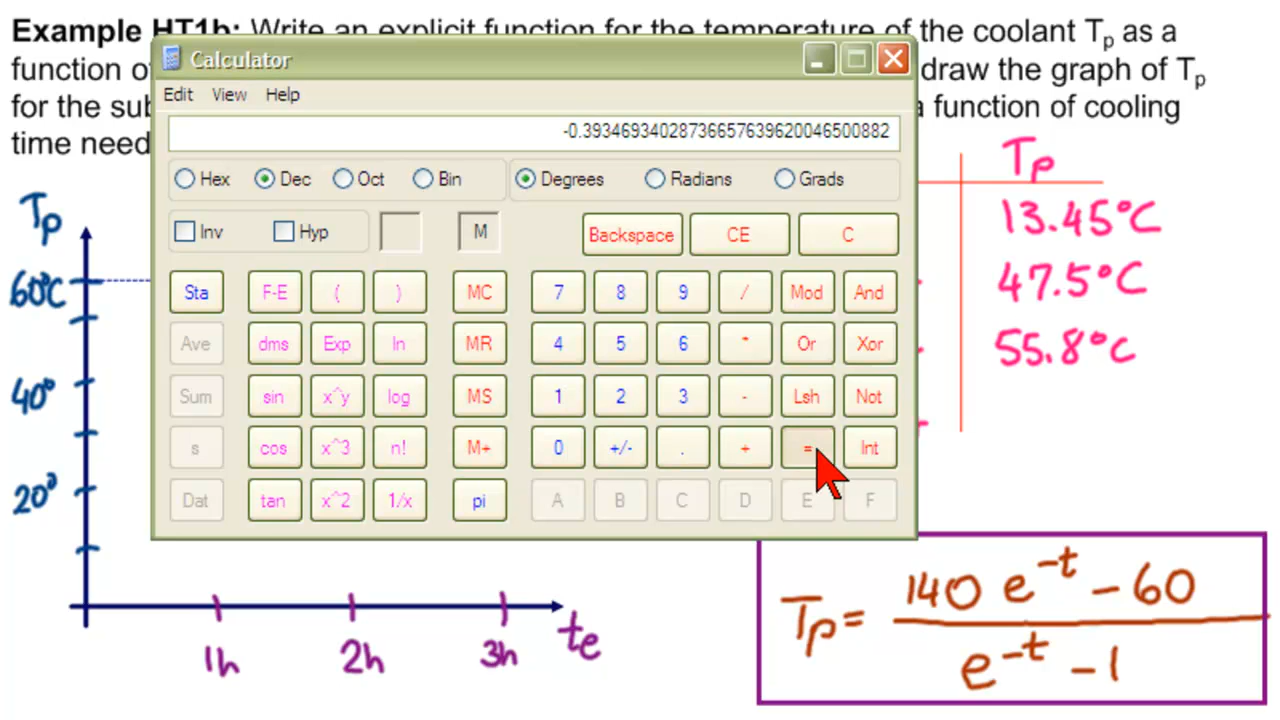 Example HT1b: Write an explicit function for the temperature of the coolant Tp as a
function o draw the graph of Tp
for the sub a function of cooling
time need
Calculator
Edit View Help
-0.39346934028736657639620046500882
Hex Dec Oct Bin Degrees Radians Grads
Inv Hyp M Backspace CE C
Sta F-E ( ) MC 7 8 9 / Mod And
Ave dms Exp ln MR 4 5 6 * Or Xor
Sum sin x^y log MS 1 2 3 - Lsh Not
s cos x^3 n! M+ 0 +/- . + = Int
Dat tan x^2 1/x pi A B C D E F
Tp
13.45°C
47.5°C
55.8°C
Tp
60°C
40°
20°
1h 2h 3h te
Tp = 140 e^-t - 60
e^-t - 1